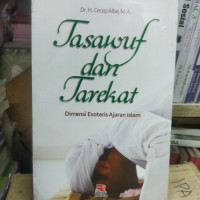 Dr. H. Cecep Alba, M.A.
Tasawuf
dan
Tarekat
Dimensi Esoteris Ajaran Islam